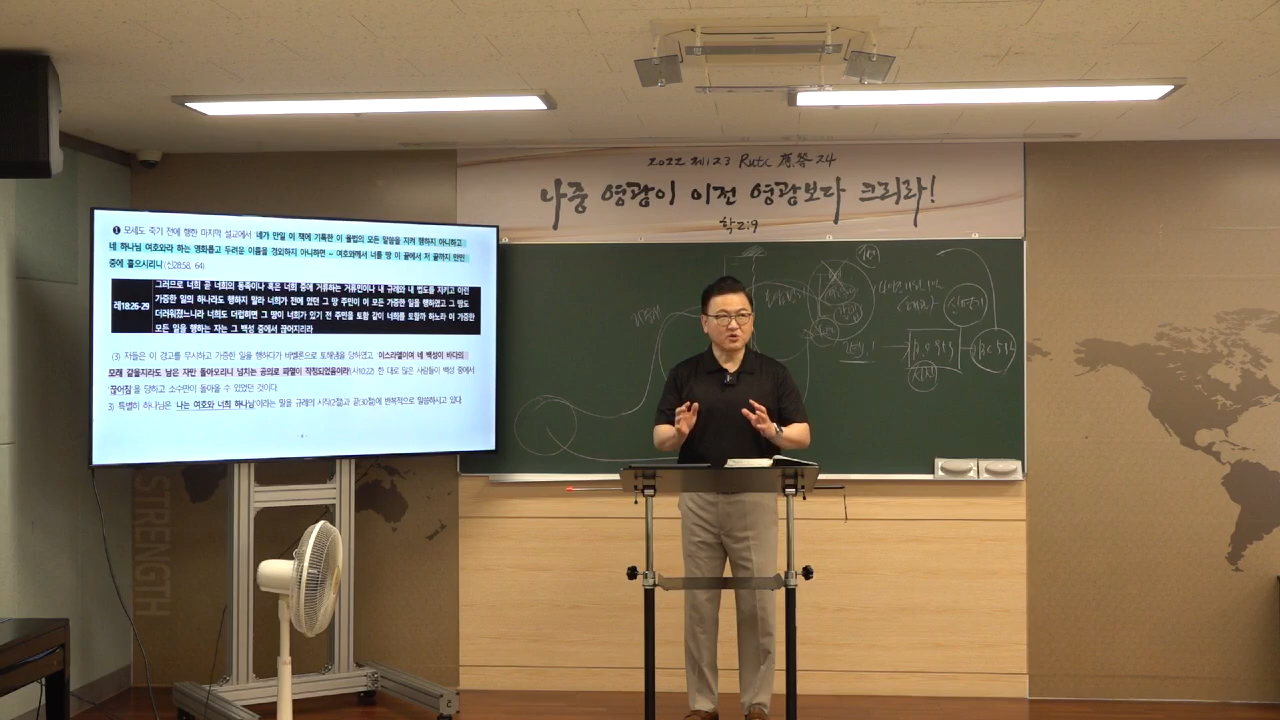 2022 제123 Rutc 應答 24
나중 영광이 이전 영광보다 크리라!
학2:9
❶ 모세도 죽기 전에 행한 마지막 설교에서 '네가 만일 이 책에 기록한 이 율법의 모든 말씀을 지켜 행하지 아니하고
네 하나님 여호와라 하는 영화롭고 두려운 이름을 경외하지 아니하면 – 여호와께서 너를 땅 이 끝에서 저 끝까지 만민
중에 흩으시리니'(신28:58, 64)
레18:26-29
그러므로 너희 곧 너희의 동족이나 혹은 너희 중에 거류하는 거류민이나 내 규례와 내 법도를 지키고 이런
가증한 일의 하나라도 행하지 말라 너희가 전에 있던 그 땅 주민이 이 모든 가증한 일을 행하였고 그 땅도
더러워졌느니라 너희도 더럽히면 그 땅이 너희가 있기 전 주민을 토함 같이 너희를 토할까 하노라 이 가증한
모든 일을 행하는 자는 그 백성 중에서 끊어지리라
(3) 저들은 이 경고를 무시하고 가증한 일을 행하다가 바벨론으로 토해냄을 당하였고, '이스라엘이여 네 백성이 바다의
모래 같을지라도 남은 자만 돌아오리니 넘치는 공의로 파멸이 작정되었음이라'(사10:22) 한 대로 많은 사람들이 백성 중에서
'끊어짐'을 당하고 소수만이 돌아올 수 있었던 것이다.
3) 특별히 하나님은 '나는 여호와 너희 하나님'이라는 말을 규례의 시작(2절)과 끝(30절)에 반복적으로 말씀하시고 있다.
STRENGTH